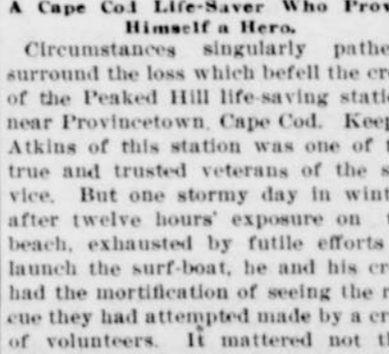 A Cape Cod Life-Saver Who Prov
Himself a Hero.
Circumstances singularly pathe
surround the loss which befell the cre
of the Peaked Hill life-saving static
near Provincetown, Cape Cod. Keep
Atkins of this station was one of t
true and trusted veterans of the s
vice. But one stormy day in wint
after twelve hours' exposure on t
beach, exhausted by futile efforts
launch the surf-boat, he and his cr
had the mortification of seeing the r
cue they had attempted made by a cr
of volunteers. It mattered not th